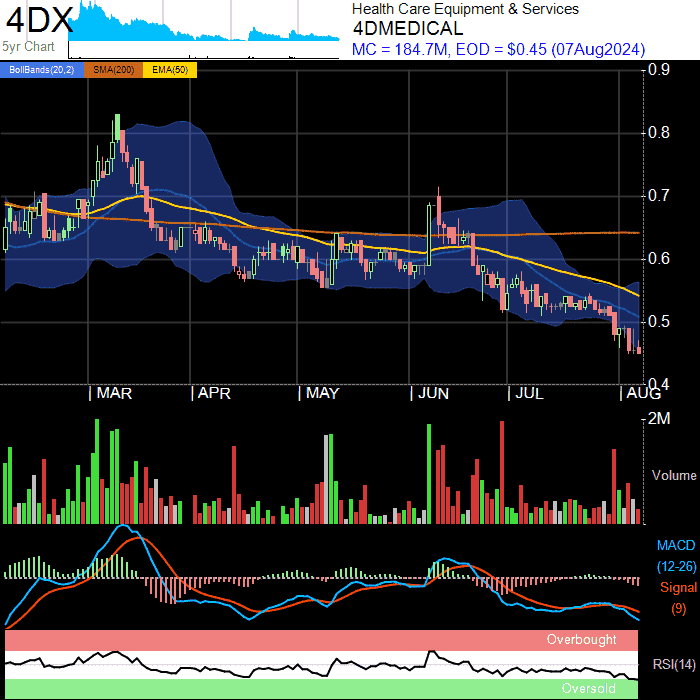 4DX
5yr Chart
Health Care Equipment & Services
4DMEDICAL
MC = 184.7M, EOD = $0.45 (07Aug2024)
BollBands(20,2) SMA(200) EMA(50)
0.9
0.8
0.7
0.6
0.5
0.4
| MAR | APR | MAY | JUN | JUL | AUG
2M
Volume
MACD
(12-26)
Signal
(9)
Overbought
RSI(14)
Oversold